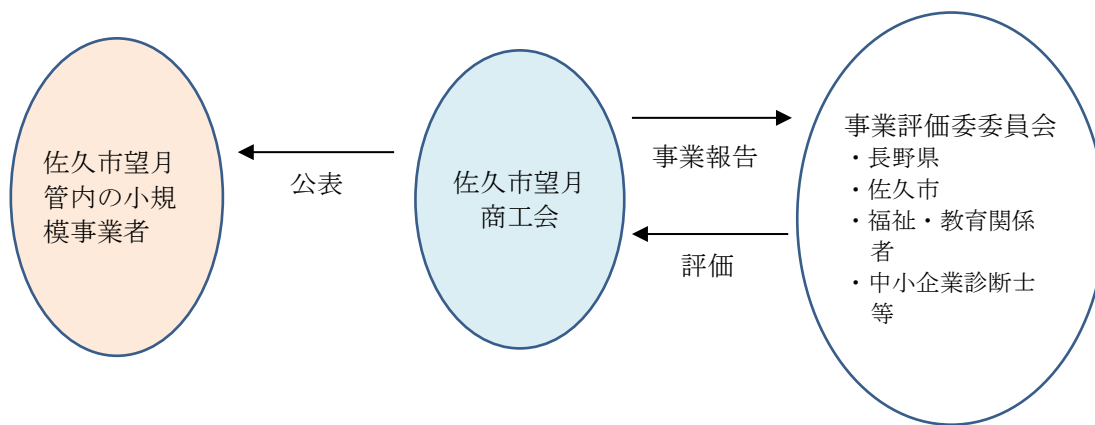 佐久市望月
管内の小規
模事業者
公表
佐久市望月
商工会
事業報告
評価
事業評価委委員会
・長野県
・佐久市
・福祉・教育関係
者
・中小企業診断士
等